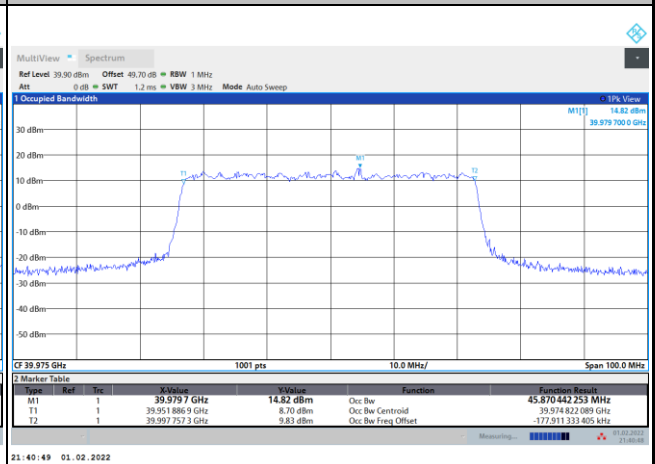 MultiView Spectrum
Ref Level 39.90 dBm Offset 49.70 dB RBW 1 MHz
Att 0 dB SWT 1.2 ms VBW 3 MHz Mode Auto Sweep
1 Occupied Bandwidth 1Pk View
M1[1] 14.82 dBm
39.979 700 0 GHz
30 dBm
20 dBm
M1
T1 T2
10 dBm
0 dBm
-10 dBm
-20 dBm
-30 dBm
-40 dBm
-50 dBm
CF 39.975 GHz 1001 pts 10.0 MHz/ Span 100.0 MHz
2 Marker Table
Type Ref Trc X-Value Y-Value Function Function Result
M1 1 39.979 7 GHz 14.82 dBm Occ Bw 45.870 442 253 MHz
T1 1 39.951 886 9 GHz 8.70 dBm Occ Bw Centroid 39.974 822 089 GHz
T2 1 39.997 757 3 GHz 9.83 dBm Occ Bw Freq Offset -177.911 333 405 kHz
Measuring... 01.02.2022
21:40:48
21:40:49 01.02.2022